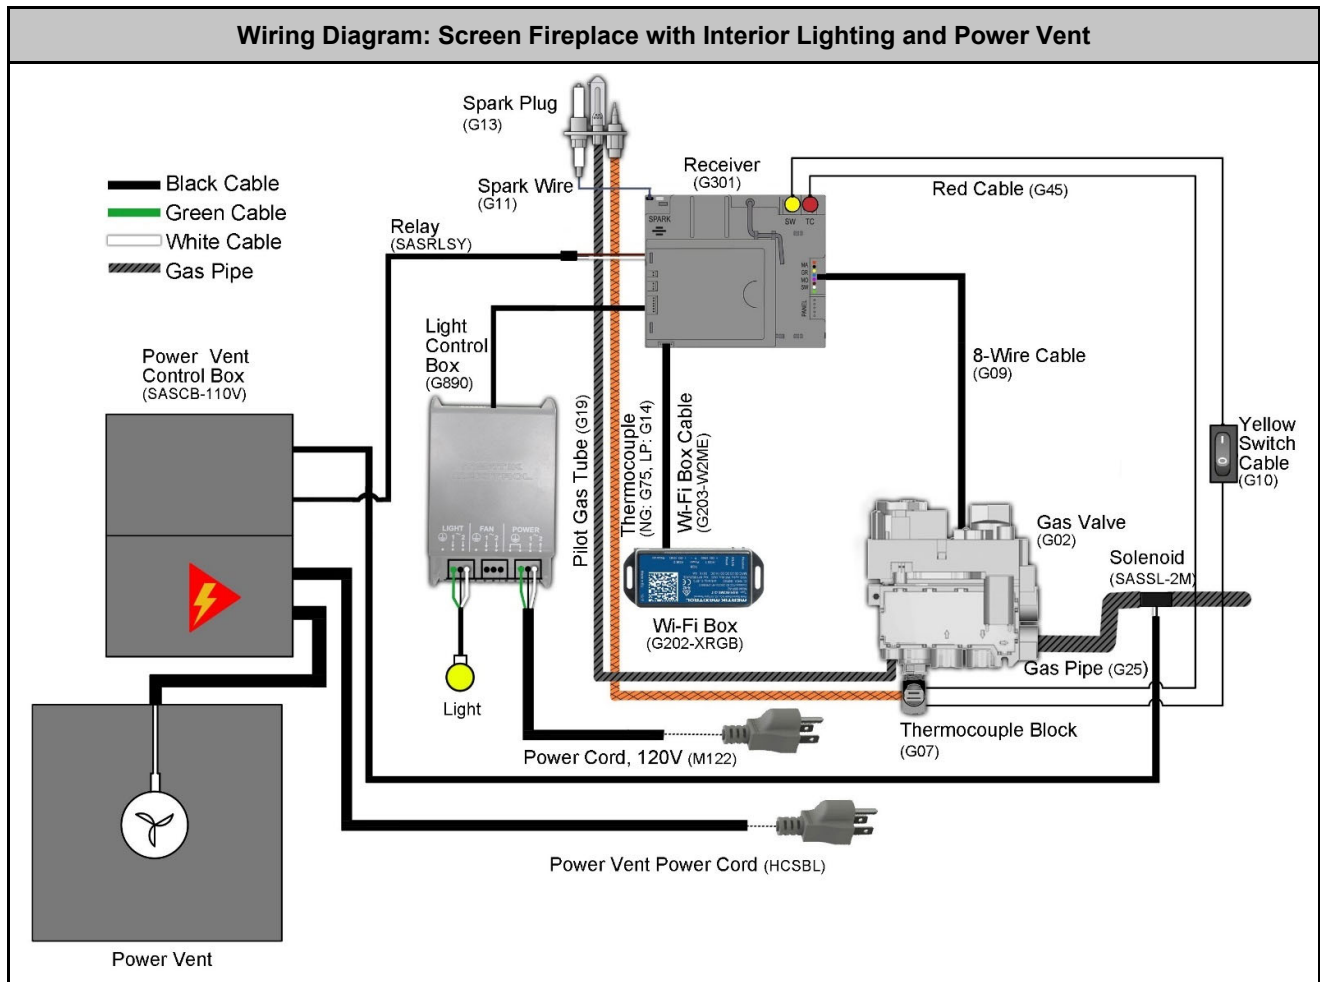 Wiring Diagram: Screen Fireplace with Interior Lighting and Power Vent
Spark Plug
(G13)
Black Cable
Green Cable
White Cable
Gas Pipe
Spark Wire
(G11)
Receiver
(G301)
Red Cable (G45)
SPARK
SW TC
Relay
(SASRLSY)
PANEL
Light
Control
Box
(G890)
Power Vent
Control Box
(SASCB-110V)
8-Wire Cable
(G09)
Pilot Gas Tube (G19)
Thermocouple
(NG: G75, LP: G14)
Wi-Fi Box Cable
(G203-W2ME)
Yellow
Switch
Cable
(G10)
LIGHT FAN POWER
Gas Valve
(G02)
Solenoid
(SASSL-2M)
Wi-Fi Box
(G202-XRGB)
Gas Pipe (G25)
Light
Thermocouple Block
(G07)
Power Cord, 120V (M122)
Power Vent Power Cord (HCSBL)
Power Vent